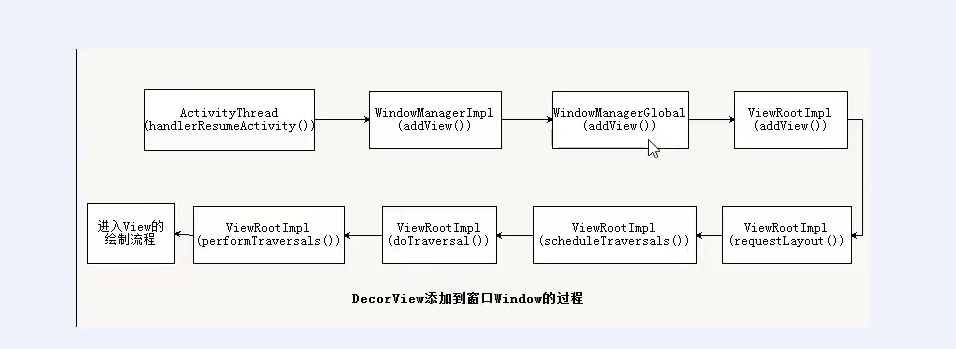 ActivityThread
(handlerResumeActivity())
WindowManagerImpl
(addView())
WindowManagerGlobal
(addView())
ViewRootImpl
(addView())
进入View的
绘制流程
ViewRootImpl
(performTraversals())
ViewRootImpl
(doTraversal())
ViewRootImpl
(scheduleTraversals())
ViewRootImpl
(requestLayout())
DecorView添加到窗口Window的过程